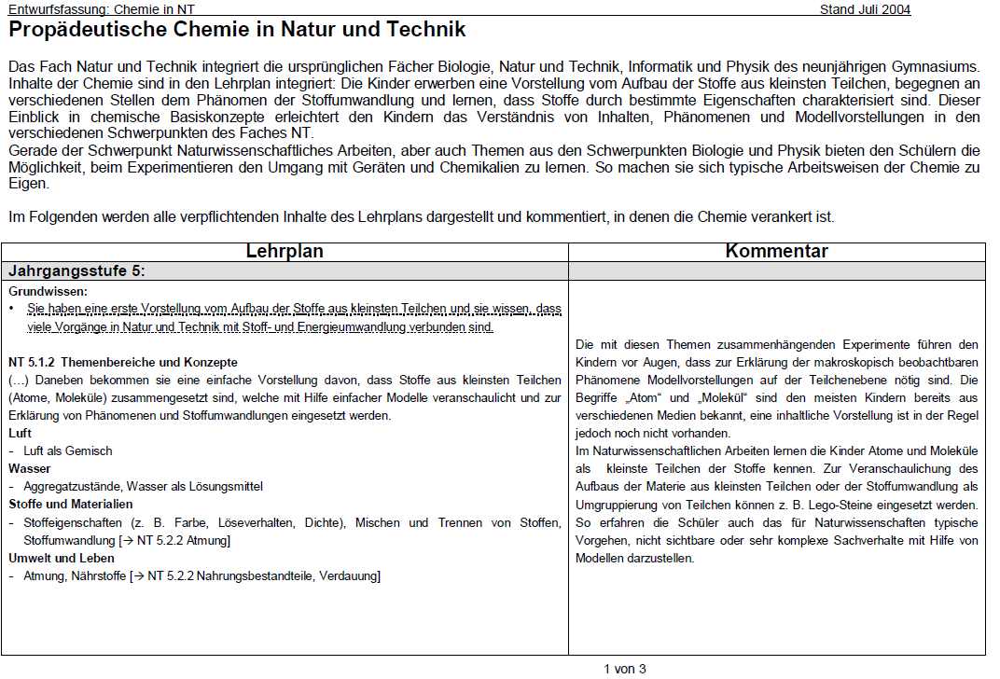 Entwurfsfassung: Chemie in NT Stand Juli 2004
Propädeutische Chemie in Natur und Technik
Das Fach Natur und Technik integriert die ursprünglichen Fächer Biologie, Natur und Technik, Informatik und Physik des neunjährigen Gymnasiums.
Inhalte der Chemie sind in den Lehrplan integriert: Die Kinder erwerben eine Vorstellung vom Aufbau der Stoffe aus kleinsten Teilchen, begegnen an
verschiedenen Stellen dem Phänomen der Stoffumwandlung und lernen, dass Stoffe durch bestimmte Eigenschaften charakterisiert sind. Dieser
Einblick in chemische Basiskonzepte erleichtert den Kindern das Verständnis von Inhalten, Phänomenen und Modellvorstellungen in den
verschiedenen Schwerpunkten des Faches NT.
Gerade der Schwerpunkt Naturwissenschaftliches Arbeiten, aber auch Themen aus den Schwerpunkten Biologie und Physik bieten den Schülern die
Möglichkeit, beim Experimentieren den Umgang mit Geräten und Chemikalien zu lernen. So machen sie sich typische Arbeitsweisen der Chemie zu
Eigen.
Im Folgenden werden alle verpflichtenden Inhalte des Lehrplans dargestellt und kommentiert, in denen die Chemie verankert ist.
Lehrplan
Kommentar
Jahrgangsstufe 5:
Grundwissen:
• Sie haben eine erste Vorstellung vom Aufbau der Stoffe aus kleinsten Teilchen und sie wissen, dass
viele Vorgänge in Natur und Technik mit Stoff- und Energieumwandlung verbunden sind.
NT 5.1.2 Themenbereiche und Konzepte
(…) Daneben bekommen sie eine einfache Vorstellung davon, dass Stoffe aus kleinsten Teilchen
(Atome, Moleküle) zusammengesetzt sind, welche mit Hilfe einfacher Modelle veranschaulicht und zur
Erklärung von Phänomenen und Stoffumwandlungen eingesetzt werden.
Luft
- Luft als Gemisch
Wasser
- Aggregatzustände, Wasser als Lösungsmittel
Stoffe und Materialien
- Stoffeigenschaften (z. B. Farbe, Löseverhalten, Dichte), Mischen und Trennen von Stoffen,
Stoffumwandlung [→ NT 5.2.2 Atmung]
Umwelt und Leben
- Atmung, Nährstoffe [→ NT 5.2.2 Nahrungsbestandteile, Verdauung]
Die mit diesen Themen zusammenhängenden Experimente führen den
Kindern vor Augen, dass zur Erklärung der makroskopisch beobachtbaren
Phänomene Modellvorstellungen auf der Teilchenebene nötig sind. Die
Begriffe „Atom“ und „Molekül“ sind den meisten Kindern bereits aus
verschiedenen Medien bekannt, eine inhaltliche Vorstellung ist in der Regel
jedoch noch nicht vorhanden.
Im Naturwissenschaftlichen Arbeiten lernen die Kinder Atome und Moleküle
als kleinste Teilchen der Stoffe kennen. Zur Veranschaulichung des
Aufbaus der Materie aus kleinsten Teilchen oder der Stoffumwandlung als
Umgruppierung von Teilchen können z. B. Lego-Steine eingesetzt werden.
So erfahren die Schüler auch das für Naturwissenschaften typische
Vorgehen, nicht sichtbare oder sehr komplexe Sachverhalte mit Hilfe von
Modellen darzustellen.
1 von 3